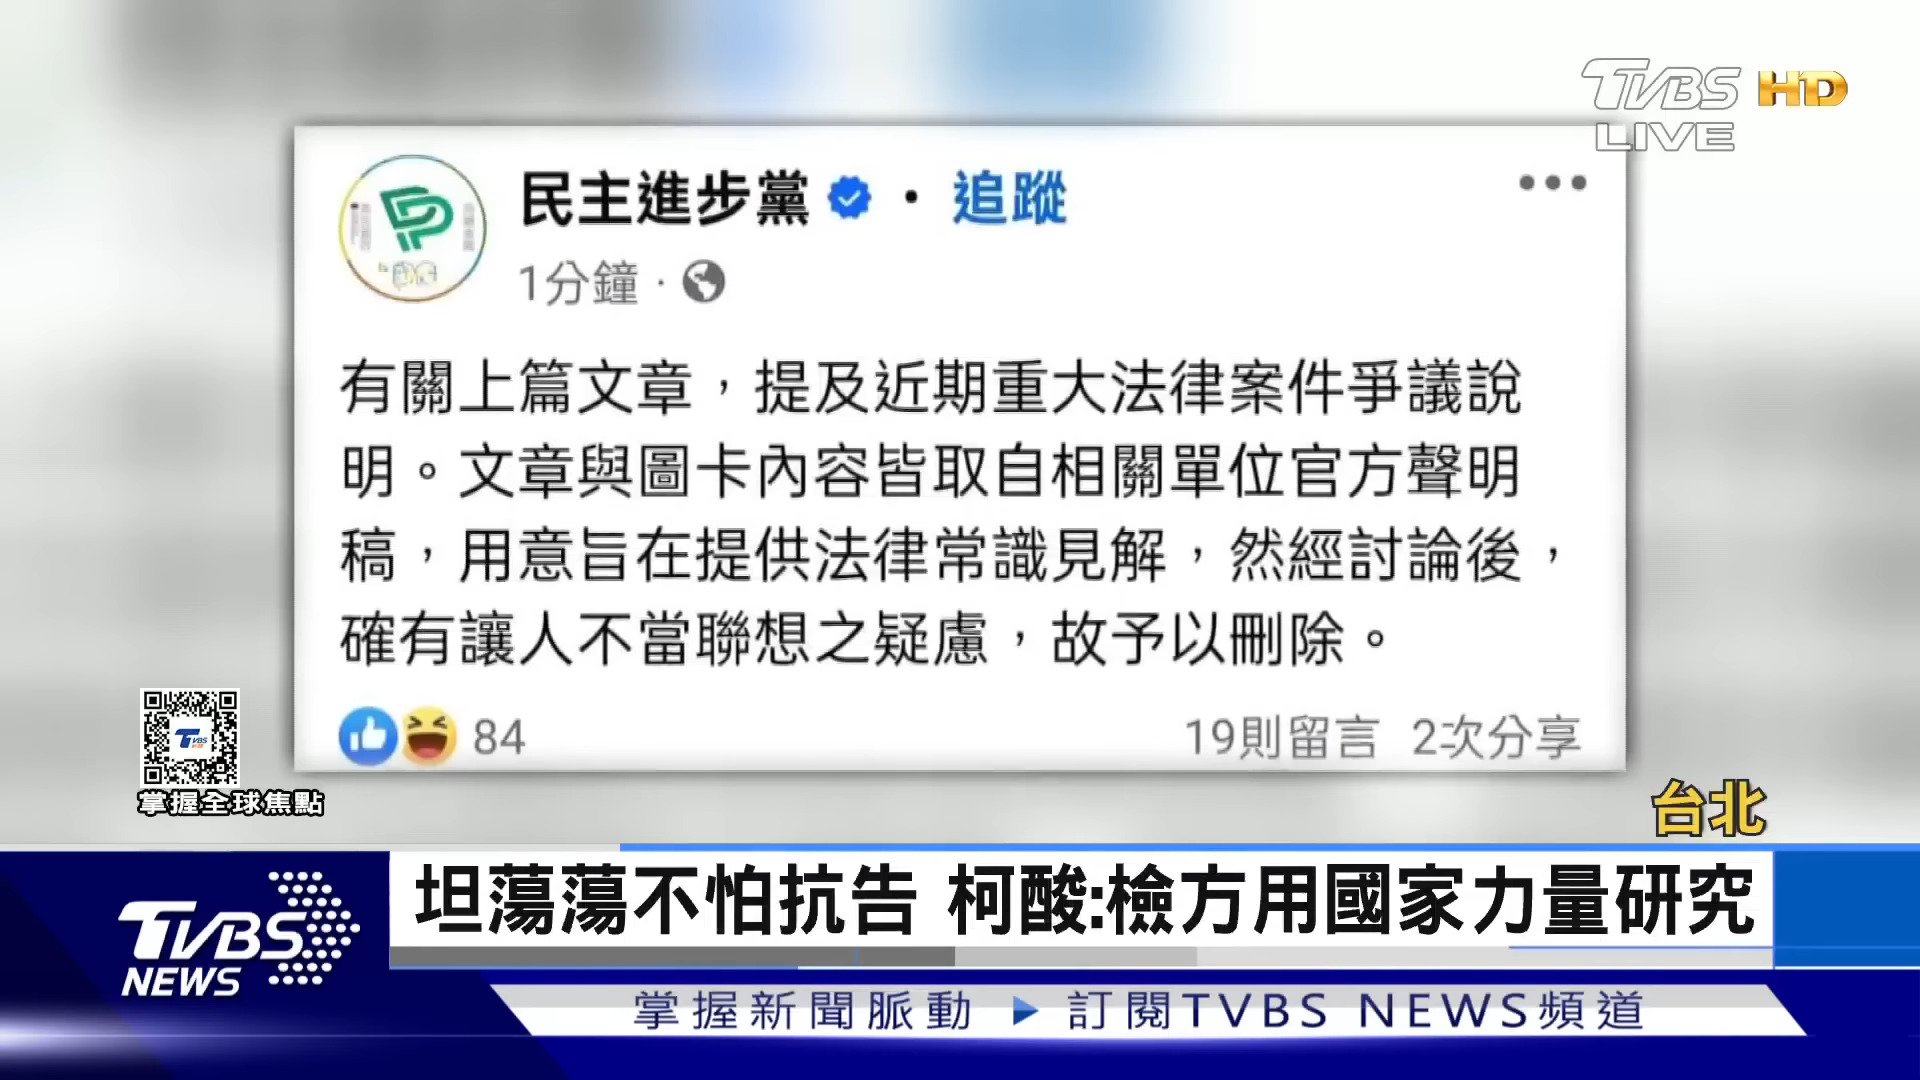 TVBS HD
LIVE
民主進步黨 · 追蹤
1分鐘 ·
有關上篇文章，提及近期重大法律案件爭議說
明。文章與圖卡內容皆取自相關單位官方聲明
稿，用意旨在提供法律常識見解，然經討論後，
確有讓人不當聯想之疑慮，故予以刪除。
84
19則留言 2次分享
TVBS
掌握全球焦點
台北
坦蕩蕩不怕抗告 柯酸:檢方用國家力量研究
TVBS
NEWS
掌握新聞脈動 ▶ 訂閱TVBS NEWS頻道